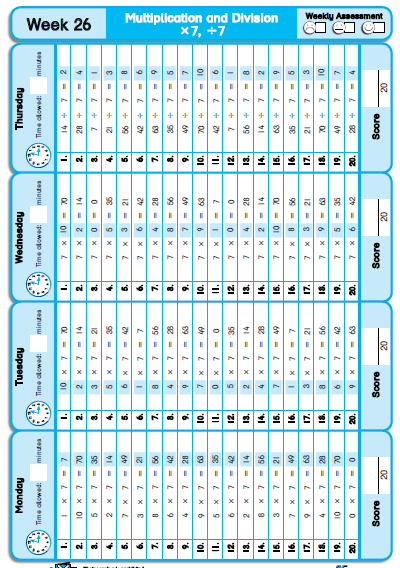 Week 26
Multiplication and Division
×7, ÷7
Weekly Assessment
Monday
Time allowed: minutes
1. 1 × 7 = 7
2. 10 × 7 = 70
3. 5 × 7 = 35
4. 2 × 7 = 14
5. 7 × 7 = 49
6. 3 × 7 = 21
7. 8 × 7 = 56
8. 6 × 7 = 42
9. 4 × 7 = 28
10. 9 × 7 = 63
11. 5 × 7 = 35
12. 6 × 7 = 42
13. 2 × 7 = 14
14. 8 × 7 = 56
15. 3 × 7 = 21
16. 7 × 7 = 49
17. 9 × 7 = 63
18. 4 × 7 = 28
19. 10 × 7 = 70
20. 0 × 7 = 0
Score 20
Tuesday
Time allowed: minutes
1. 10 × 7 = 70
2. 2 × 7 = 14
3. 3 × 7 = 21
4. 5 × 7 = 35
5. 6 × 7 = 42
6. 1 × 7 = 7
7. 8 × 7 = 56
8. 4 × 7 = 28
9. 9 × 7 = 63
10. 7 × 7 = 49
11. 0 × 7 = 0
12. 5 × 7 = 35
13. 2 × 7 = 14
14. 4 × 7 = 28
15. 7 × 7 = 49
16. 1 × 7 = 7
17. 3 × 7 = 21
18. 8 × 7 = 56
19. 6 × 7 = 42
20. 9 × 7 = 63
Score 20
Wednesday
Time allowed: minutes
1. 7 × 10 = 70
2. 7 × 2 = 14
3. 7 × 0 = 0
4. 7 × 5 = 35
5. 7 × 3 = 21
6. 7 × 6 = 42
7. 7 × 4 = 28
8. 7 × 8 = 56
9. 7 × 7 = 49
10. 7 × 9 = 63
11. 7 × 1 = 7
12. 7 × 0 = 0
13. 7 × 4 = 28
14. 7 × 2 = 14
15. 7 × 10 = 70
16. 7 × 8 = 56
17. 7 × 3 = 21
18. 7 × 9 = 63
19. 7 × 5 = 35
20. 7 × 6 = 42
Score 20
Thursday
Time allowed: minutes
1. 14 ÷ 7 = 2
2. 28 ÷ 7 = 4
3. 7 ÷ 7 = 1
4. 21 ÷ 7 = 3
5. 56 ÷ 7 = 8
6. 42 ÷ 7 = 6
7. 63 ÷ 7 = 9
8. 35 ÷ 7 = 5
9. 49 ÷ 7 = 7
10. 70 ÷ 7 = 10
11. 42 ÷ 7 = 6
12. 7 ÷ 7 = 1
13. 56 ÷ 7 = 8
14. 14 ÷ 7 = 2
15. 63 ÷ 7 = 9
16. 35 ÷ 7 = 5
17. 21 ÷ 7 = 3
18. 70 ÷ 7 = 10
19. 49 ÷ 7 = 7
20. 28 ÷ 7 = 4
Score 20